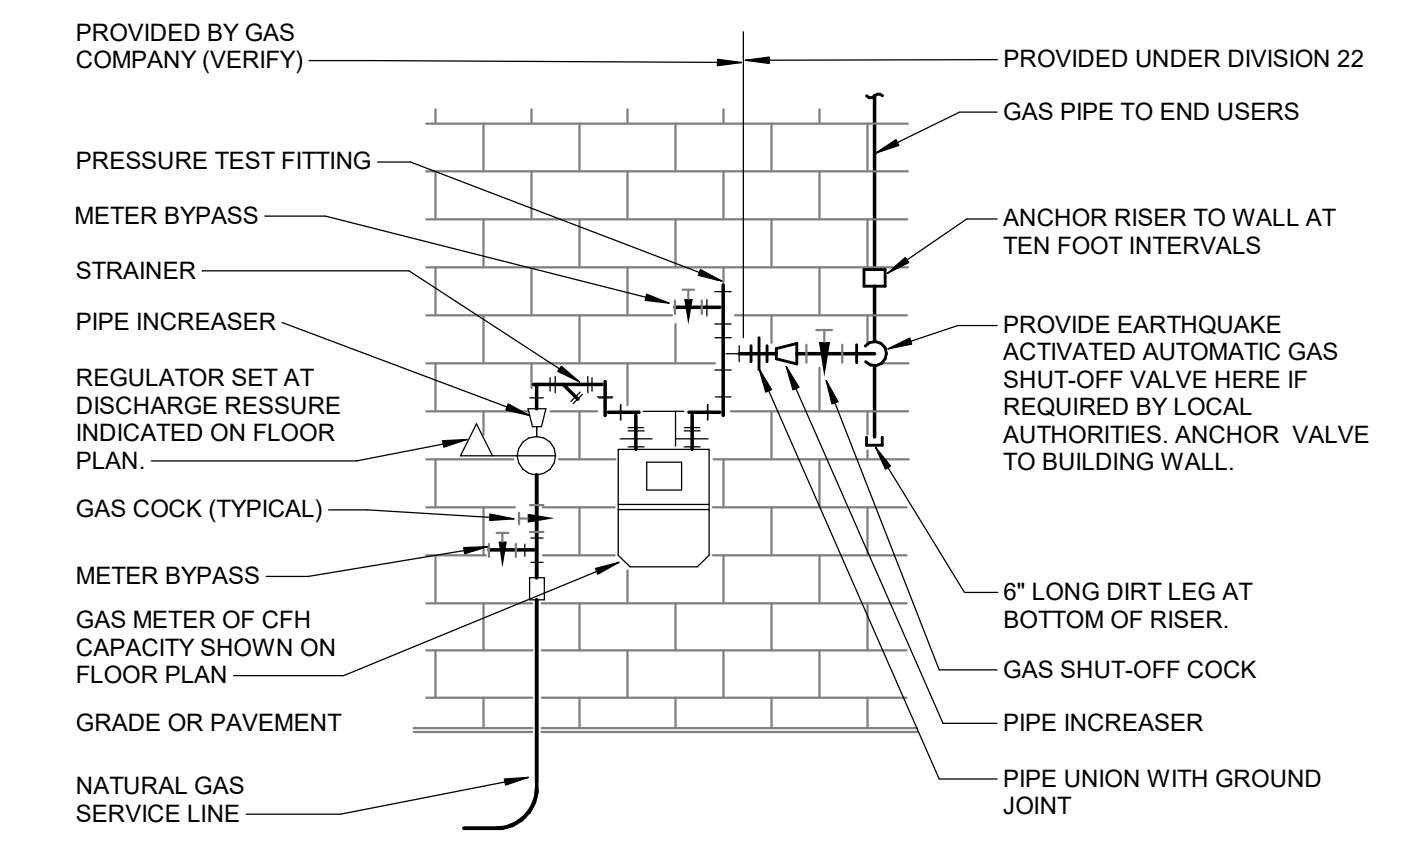 PROVIDED BY GAS
COMPANY (VERIFY)
PRESSURE TEST FITTING
METER BYPASS
STRAINER
PIPE INCREASER
REGULATOR SET AT
DISCHARGE RESSURE
INDICATED ON FLOOR
PLAN.
GAS COCK (TYPICAL)
METER BYPASS
GAS METER OF CFH
CAPACITY SHOWN ON
FLOOR PLAN
GRADE OR PAVEMENT
NATURAL GAS
SERVICE LINE
PROVIDED UNDER DIVISION 22
GAS PIPE TO END USERS
ANCHOR RISER TO WALL AT
TEN FOOT INTERVALS
PROVIDE EARTHQUAKE
ACTIVATED AUTOMATIC GAS
SHUT-OFF VALVE HERE IF
REQUIRED BY LOCAL
AUTHORITIES. ANCHOR VALVE
TO BUILDING WALL.
6" LONG DIRT LEG AT
BOTTOM OF RISER.
GAS SHUT-OFF COCK
PIPE INCREASER
PIPE UNION WITH GROUND
JOINT